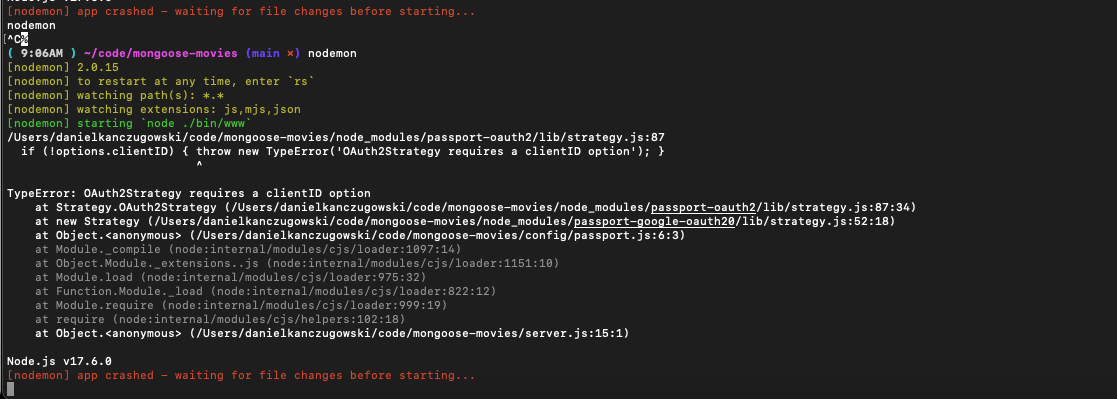 [nodemon] app crashed - waiting for file changes before starting...
nodemon
^C%
( 9:06AM ) ~/code/mongoose-movies (main ×) nodemon
[nodemon] 2.0.15
[nodemon] to restart at any time, enter `rs`
[nodemon] watching path(s): *.*
[nodemon] watching extensions: js,mjs,json
[nodemon] starting `node ./bin/www`
/Users/danielkanczugowski/code/mongoose-movies/node_modules/passport-oauth2/lib/strategy.js:87
  if (!options.clientID) { throw new TypeError('OAuth2Strategy requires a clientID option'); }
                           ^
TypeError: OAuth2Strategy requires a clientID option
    at Strategy.OAuth2Strategy (/Users/danielkanczugowski/code/mongoose-movies/node_modules/passport-oauth2/lib/strategy.js:87:34)
    at new Strategy (/Users/danielkanczugowski/code/mongoose-movies/node_modules/passport-google-oauth20/lib/strategy.js:52:18)
    at Object.<anonymous> (/Users/danielkanczugowski/code/mongoose-movies/config/passport.js:6:3)
    at Module._compile (node:internal/modules/cjs/loader:1097:14)
    at Object.Module._extensions..js (node:internal/modules/cjs/loader:1151:10)
    at Module.load (node:internal/modules/cjs/loader:975:32)
    at Function.Module._load (node:internal/modules/cjs/loader:822:12)
    at Module.require (node:internal/modules/cjs/loader:999:19)
    at require (node:internal/modules/cjs/helpers:102:18)
    at Object.<anonymous> (/Users/danielkanczugowski/code/mongoose-movies/server.js:15:1)
Node.js v17.6.0
[nodemon] app crashed - waiting for file changes before starting...